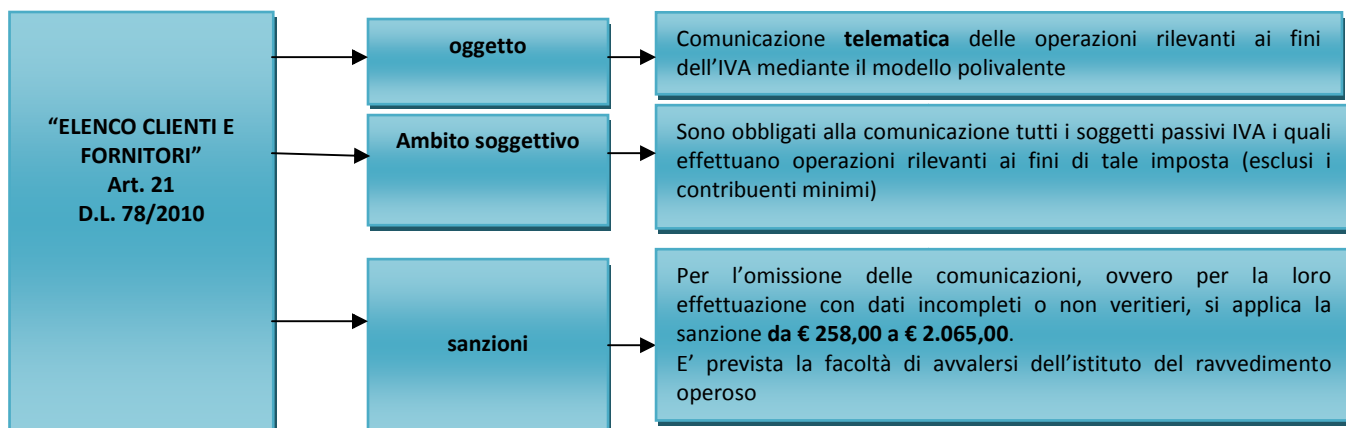 “ELENCO CLIENTI E
FORNITORI”
Art. 21
D.L. 78/2010
oggetto
Comunicazione telematica delle operazioni rilevanti ai fini
dell’IVA mediante il modello polivalente
Ambito soggettivo
Sono obbligati alla comunicazione tutti i soggetti passivi IVA i quali
effettuano operazioni rilevanti ai fini di tale imposta (esclusi i
contribuenti minimi)
sanzioni
Per l’omissione delle comunicazioni, ovvero per la loro
effettuazione con dati incompleti o non veritieri, si applica la
sanzione da € 258,00 a € 2.065,00.
E’ prevista la facoltà di avvalersi dell’istituto del ravvedimento
operoso